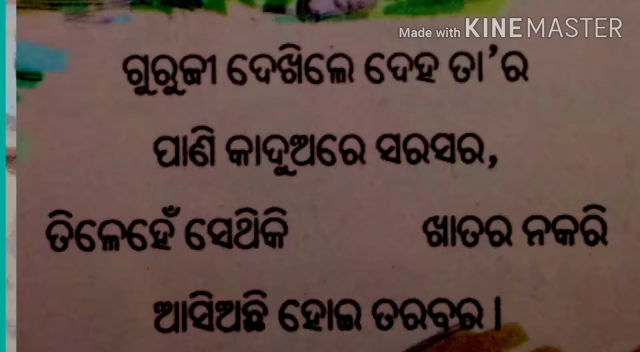 Made with KINEMASTER
ଗୁରୁଜୀ ଦେଖିଲେ ଦେହ ତା’ର
ପାଣି କାଦୁଅରେ ସରସର,
ତିଳେହେଁ ସେଥିକି ଖାତର ନକରି
ଆସିଅଛି ହୋଇ ତରବର।